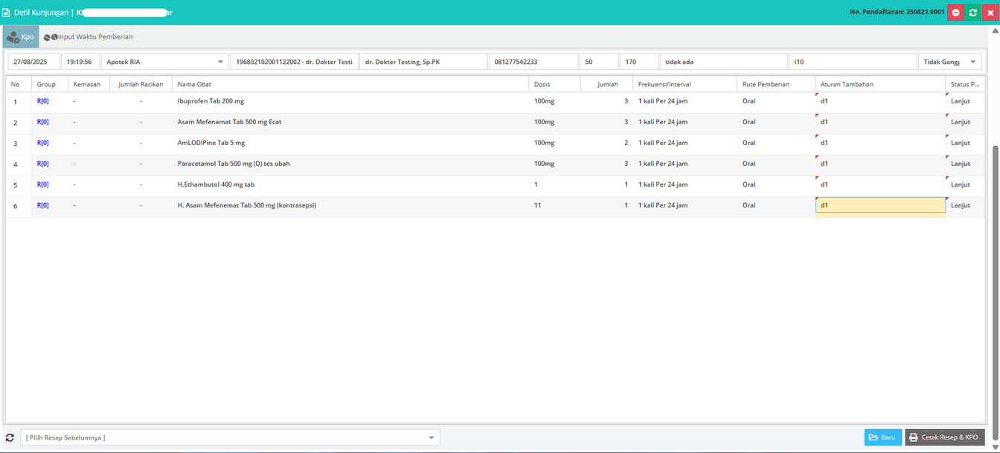 Detil Kunjungan |
No. Pendaftaran: 250821.0001
Kpo
Input Waktu Pemberian
27/08/2025 19:19:56 Apotek RIA 196802102001122002 - dr. Dokter Testi dr. Dokter Testing, Sp.PK 081277542233 50 170 tidak ada i10 Tidak Gangg
No Group Kemasan Jumlah Racikan Nama Obat Dosis Jumlah Frekuensi/Interval Rute Pemberian Aturan Tambahan Status P...
1 R[0] - - Ibuprofen Tab 200 mg 100mg 3 1 kali Per 24 jam Oral d1 Lanjut
2 R[0] - - Asam Mefenamat Tab 500 mg Ecat 100mg 3 1 kali Per 24 jam Oral d1 Lanjut
3 R[0] - - AmLODIPine Tab 5 mg 100mg 2 1 kali Per 24 jam Oral d1 Lanjut
4 R[0] - - Paracetamol Tab 500 mg (D) tes ubah 100mg 3 1 kali Per 24 jam Oral d1 Lanjut
5 R[0] - - H.Ethambutol 400 mg tab 1 1 1 kali Per 24 jam Oral d1 Lanjut
6 R[0] - - H. Asam Mefenemat Tab 500 mg (kontrasepsi) 11 1 1 kali Per 24 jam Oral d1 Lanjut
[ Pilih Resep Sebelumnya ]
Baru
Cetak Resep & KPO